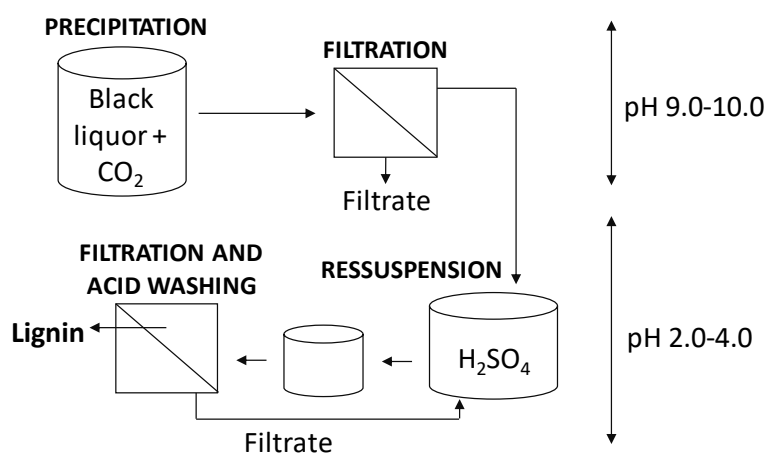 PRECIPITATION
FILTRATION
Black
liquor +
CO₂
pH 9.0-10.0
Filtrate
FILTRATION AND
ACID WASHING
RESSUSPENSION
Lignin
H₂SO₄
pH 2.0-4.0
Filtrate